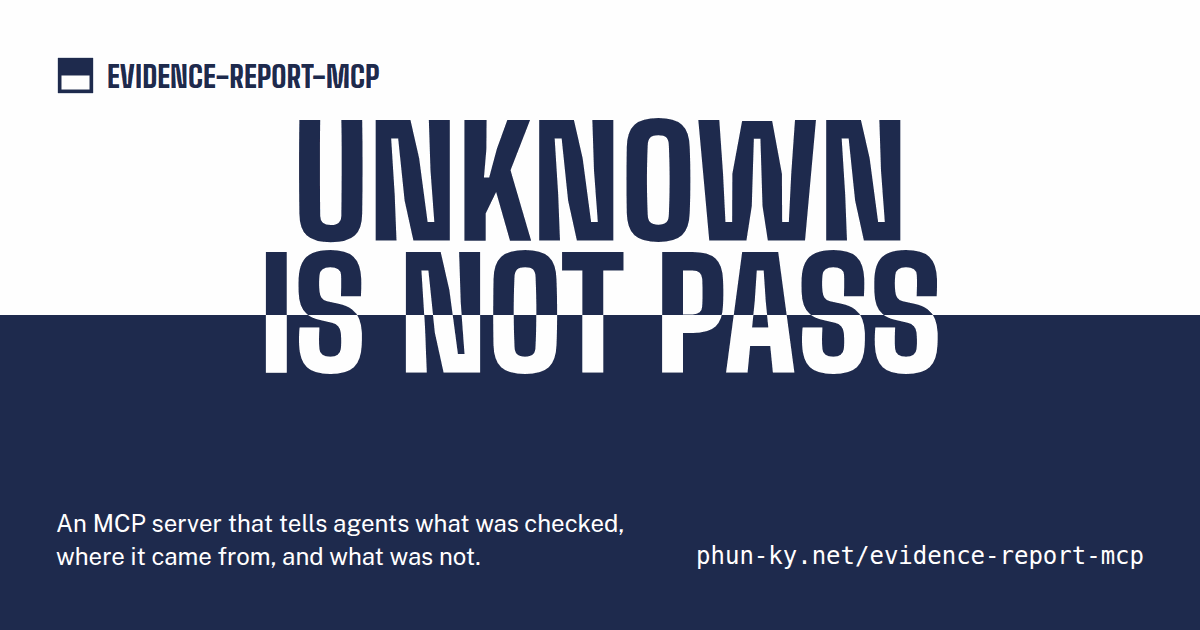 EVIDENCE-REPORT-MCP
UNKNOWN
IS NOT PASS
An MCP server that tells agents what was checked,
where it came from, and what was not.
phun-ky.net/evidence-report-mcp